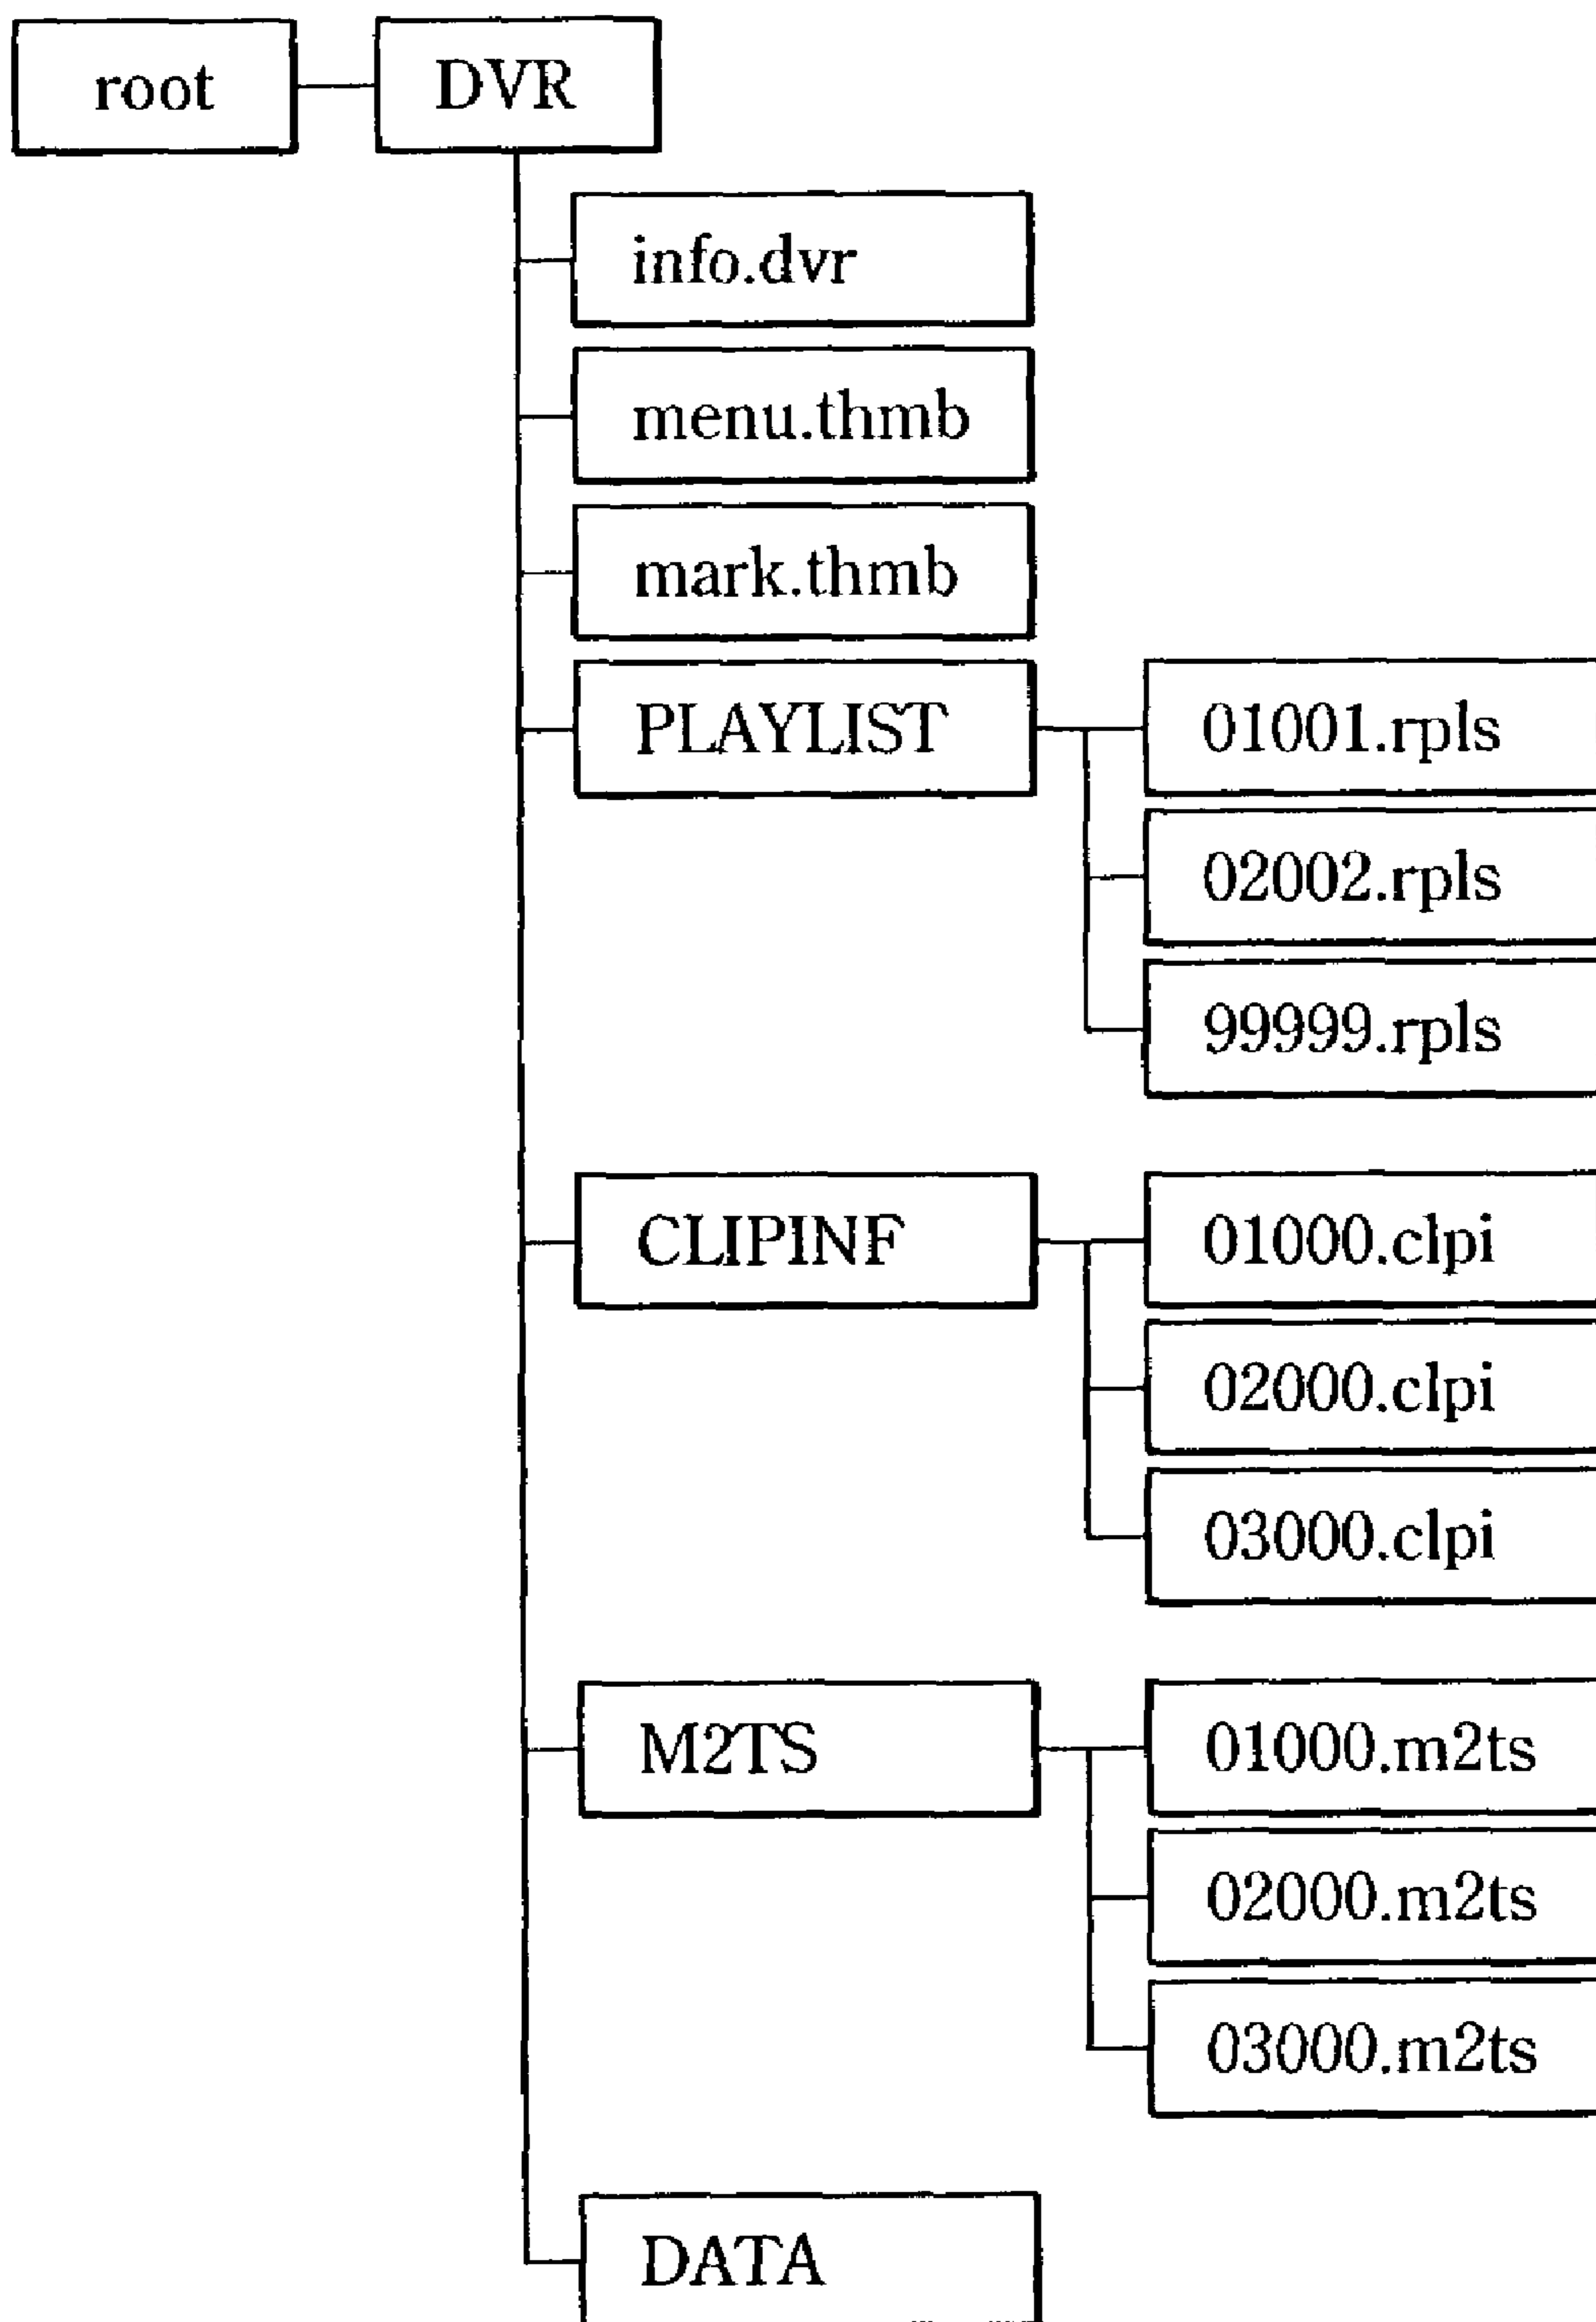 root
DVR
info.dvr
menu.thmb
mark.thmb
PLAYLIST
01001.rpls
02002.rpls
99999.rpls
CLIPINF
01000.clpi
02000.clpi
03000.clpi
M2TS
01000.m2ts
02000.m2ts
03000.m2ts
DATA